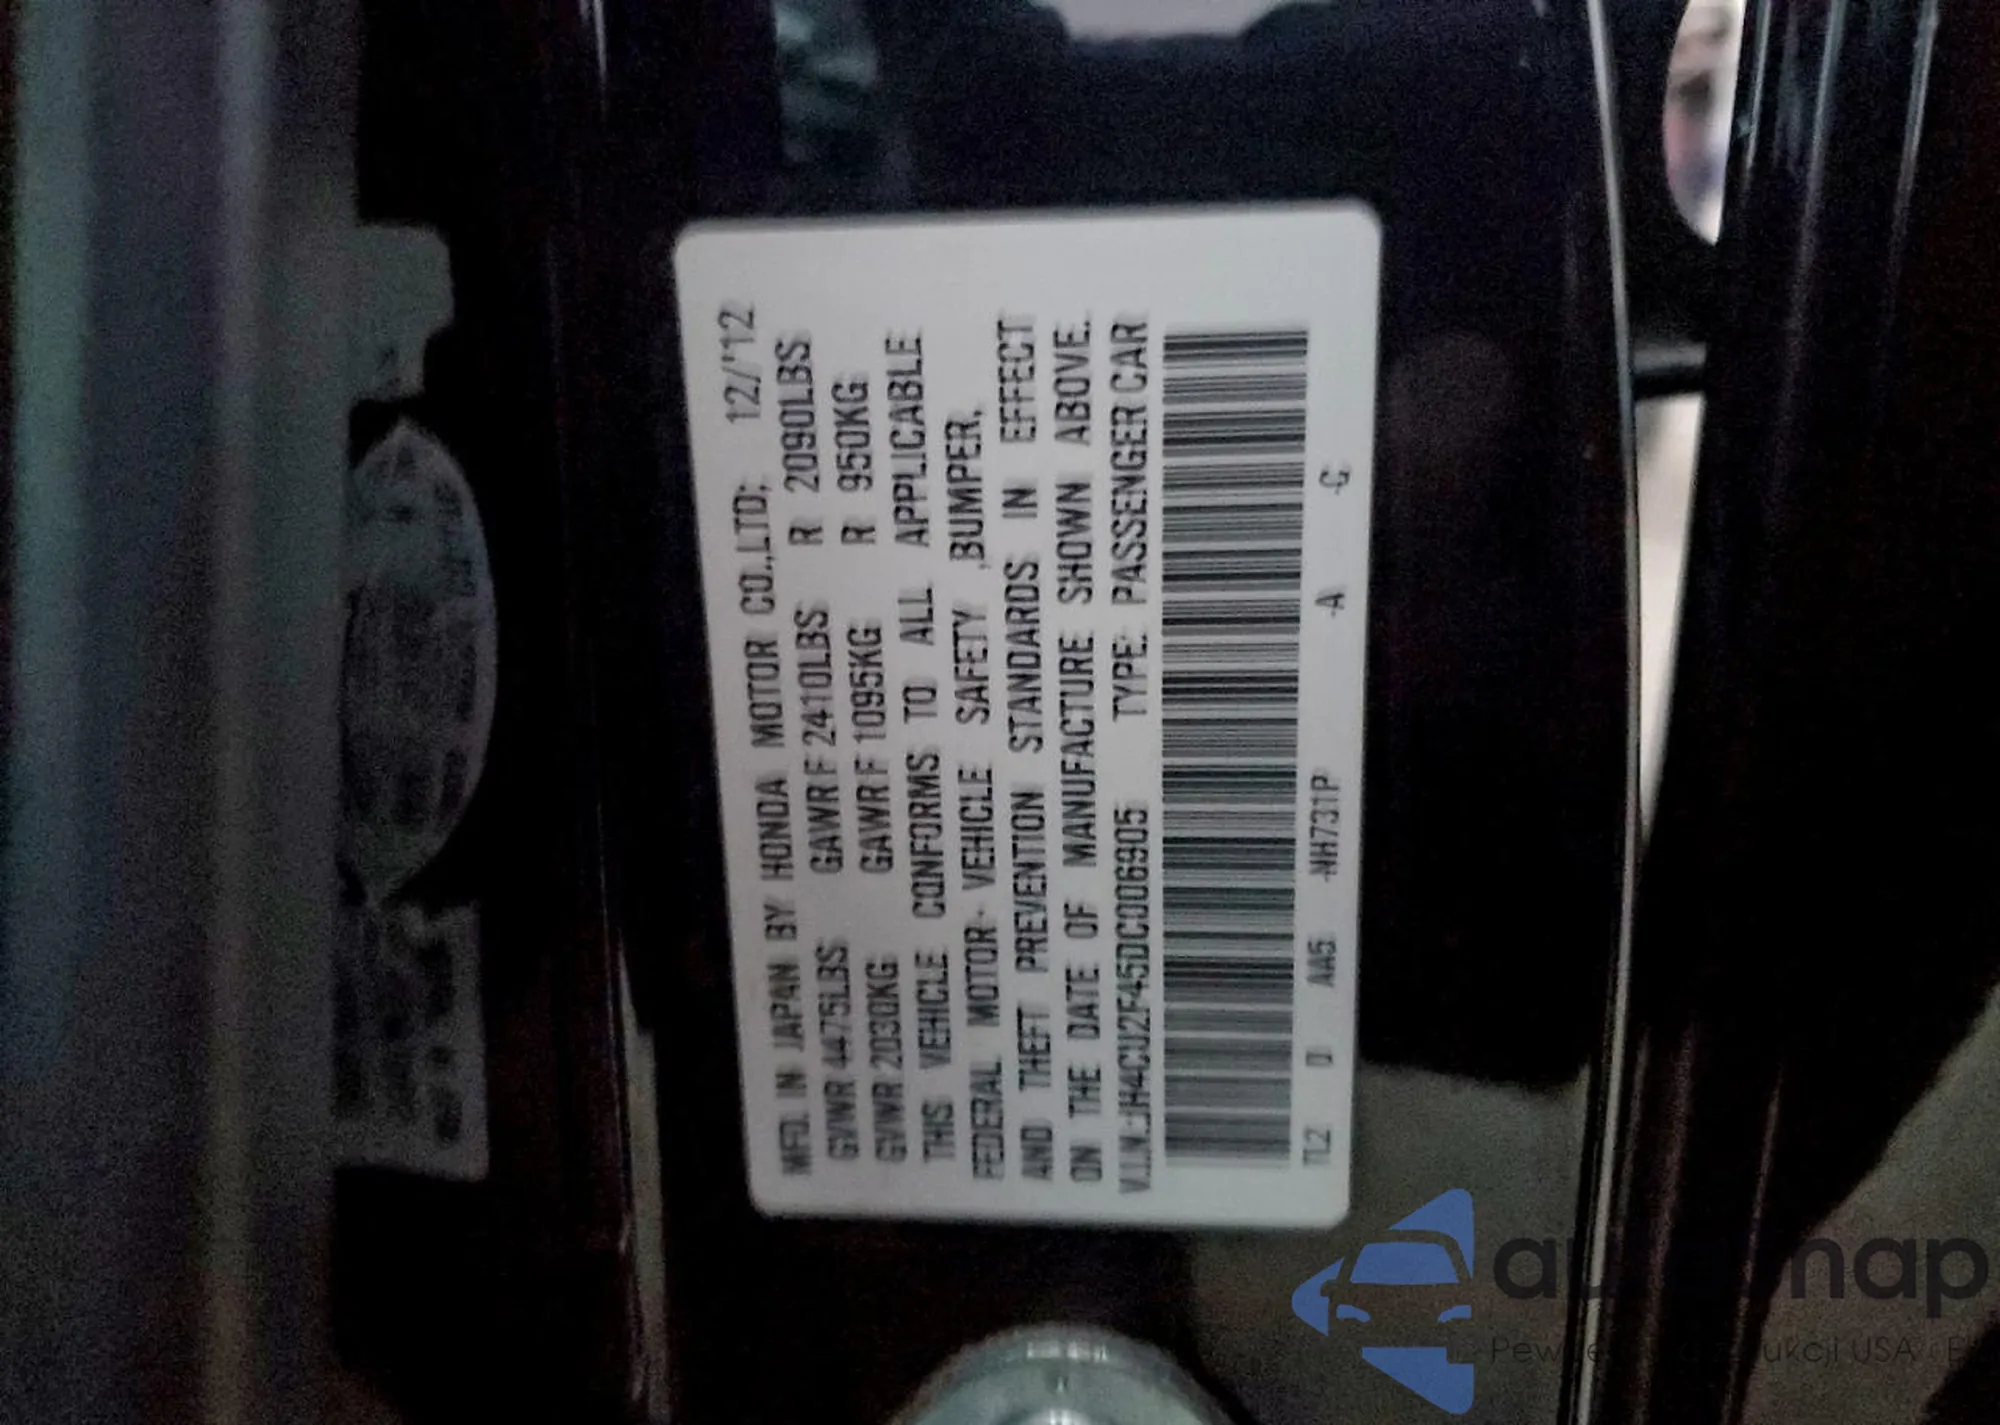 MFD. IN JAPAN BY HONDA MOTOR CO.,LTD; 12/'12
GVWR 4475LBS GAWR F 2410LBS R 2090LBS
GVWR 2030KG GAWR F 1095KG R 950KG
THIS VEHICLE CONFORMS TO ALL APPLICABLE
FEDERAL MOTOR- VEHICLE SAFETY ,BUMPER,
AND THEFT PREVENTION STANDARDS IN EFFECT
ON THE DATE OF MANUFACTURE SHOWN ABOVE.
V.I.N.:JH4CU2F45DC006905 TYPE: PASSENGER CAR
TL2 0 AA5 -NH731P -A -C
map
USA